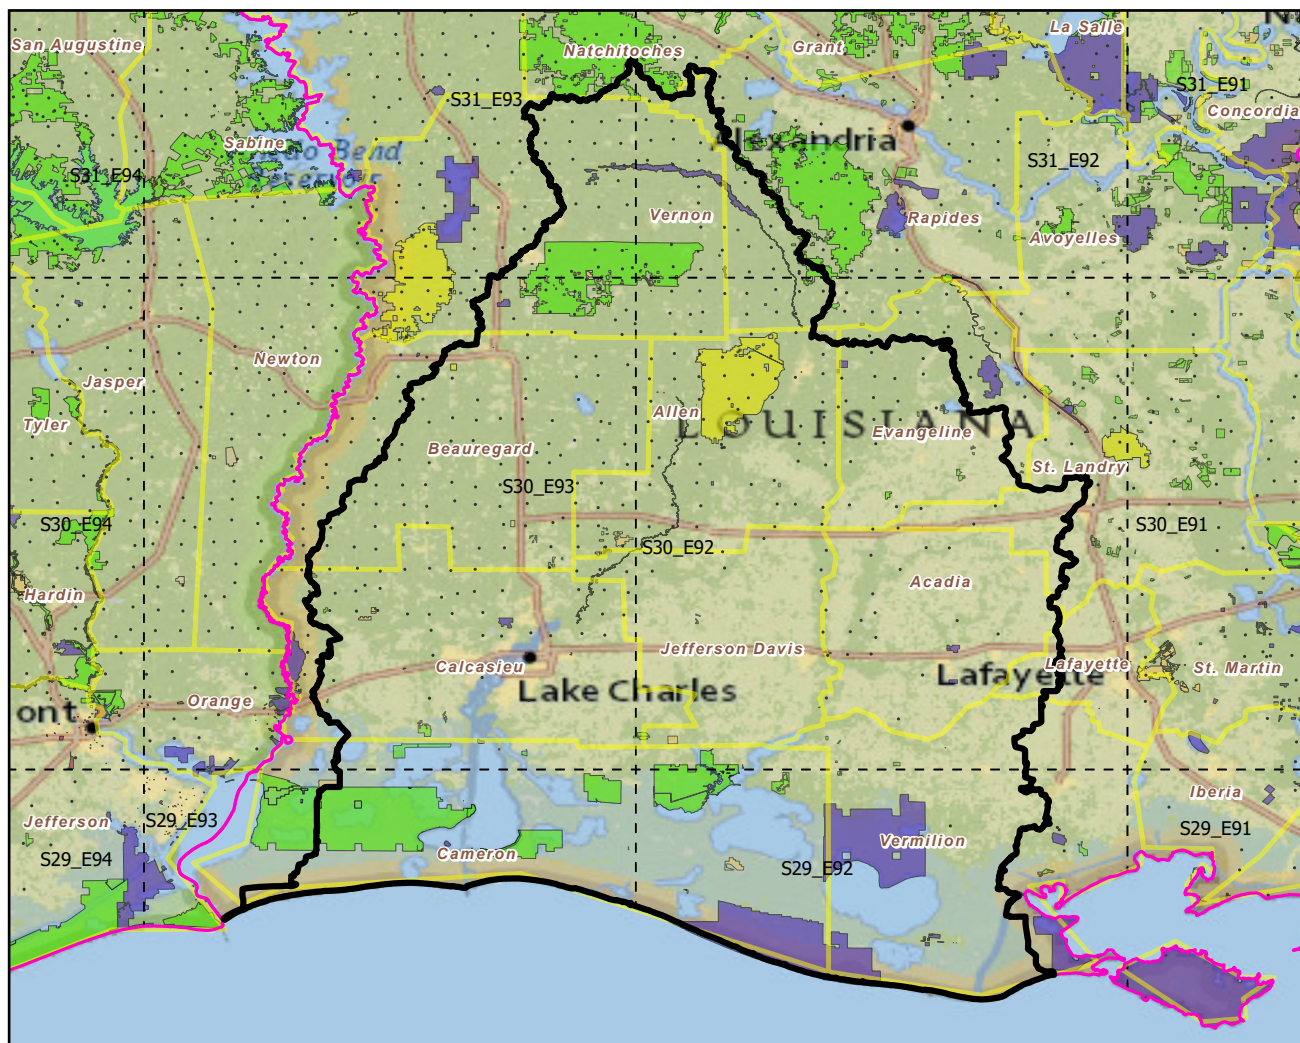 San Augustine
Natchitoches
Grant
La Salle
S31_E93
S31_E91
Concordia
Sabine
Alexandria
Bend
S31_E92
S31_E94
Vernon
Rapides
Avoyelles
Newton
Jasper
Tyler
Allen
LOUISIANA
Evangeline
Beauregard
St. Landry
S30_E93
S30_E94
S30_E91
S30_E92
Hardin
Acadia
Jefferson Davis
Calcasieu
Lafayette
St. Martin
Lake Charles
Lafayette
Orange
ont
Iberia
Jefferson
S29_E93
S29_E91
Vermilion
S29_E94
Cameron
S29_E92